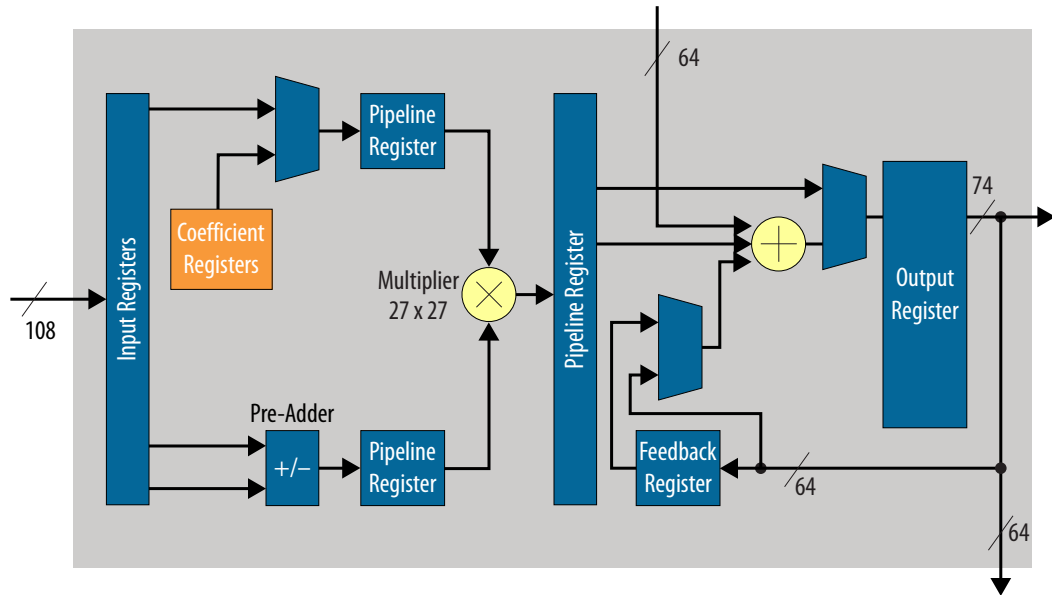 64
Input Registers
Pipeline
Register
Coefficient
Registers
Multiplier
27 x 27
×
108
Pre-Adder
+/−
Pipeline
Register
Pipeline Register
+
74
Output
Register
Feedback
Register
64
64